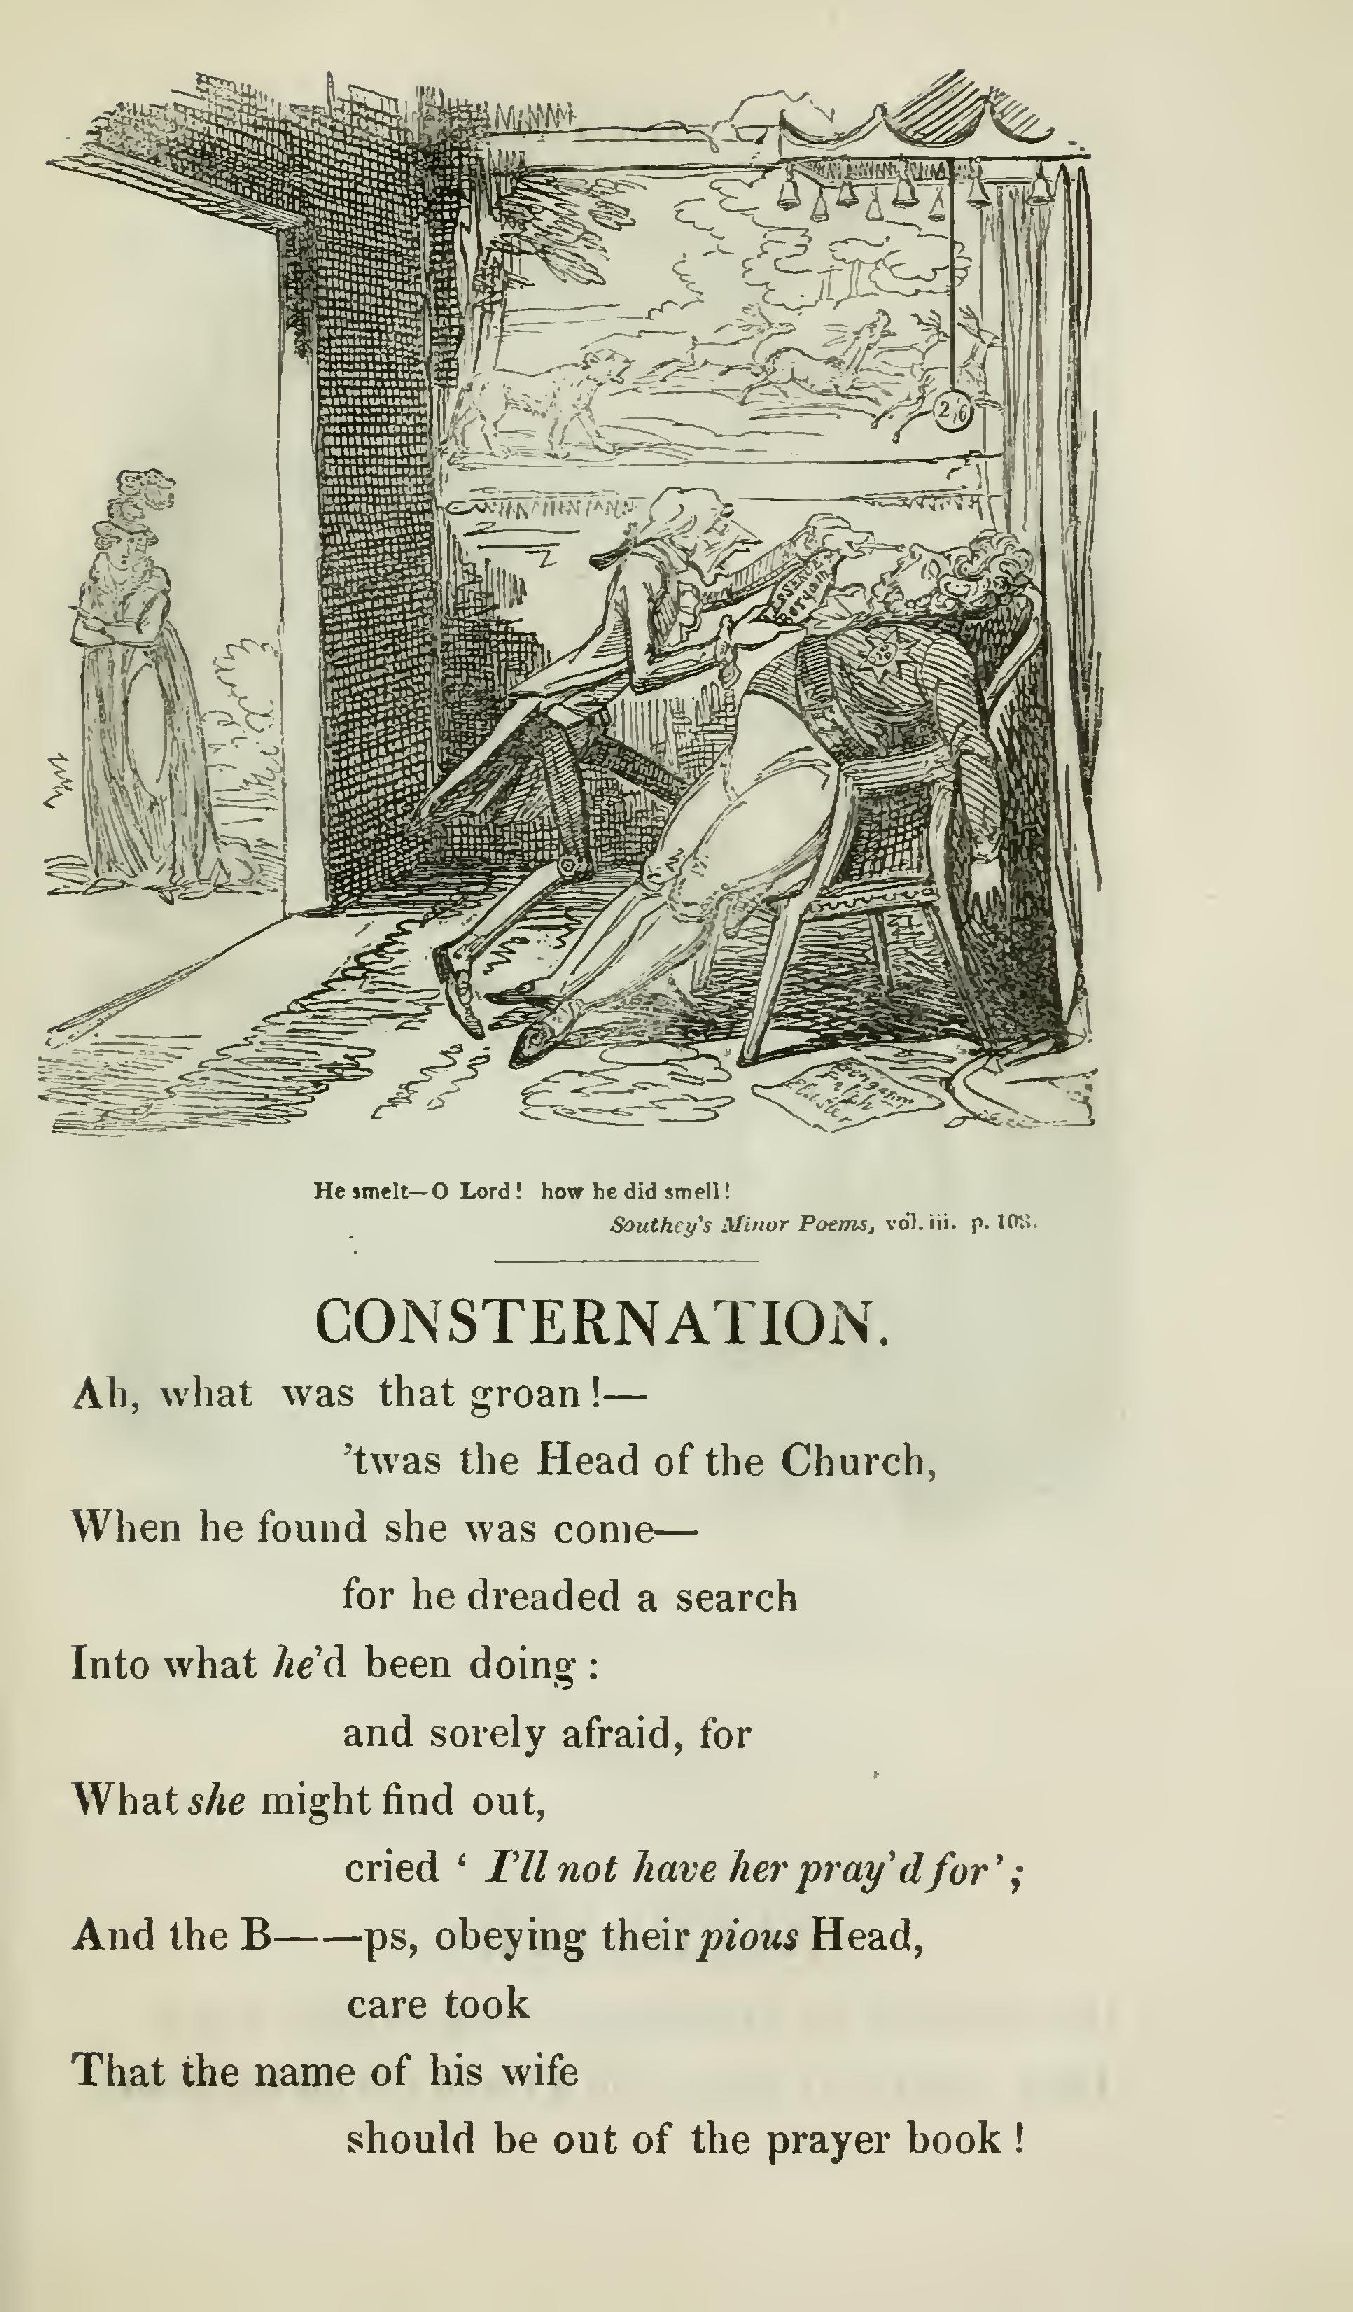 2/6
ESSENCE
Bergami
Bergami
He smelt—O Lord! how he did smell!
Southey's Minor Poems, vol. iii. p. 108.
CONSTERNATION.
Ah, what was that groan!—
’twas the Head of the Church,
When he found she was come—
for he dreaded a search
Into what he’d been doing :
and sorely afraid, for
What she might find out,
cried ‘ I’ll not have her pray’d for’ ;
And the B——ps, obeying their pious Head,
care took
That the name of his wife
should be out of the prayer book !